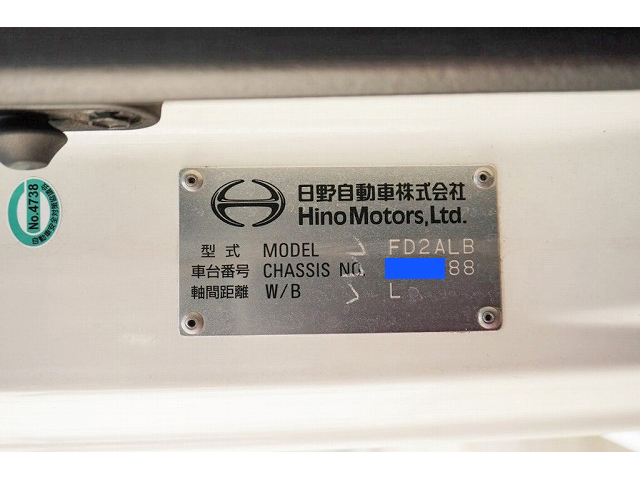 日野自動車株式会社
Hino Motors, Ltd.
型式 MODEL FD2ALB
車台番号 CHASSIS NO. 88
軸間距離 W/B L
No.4738